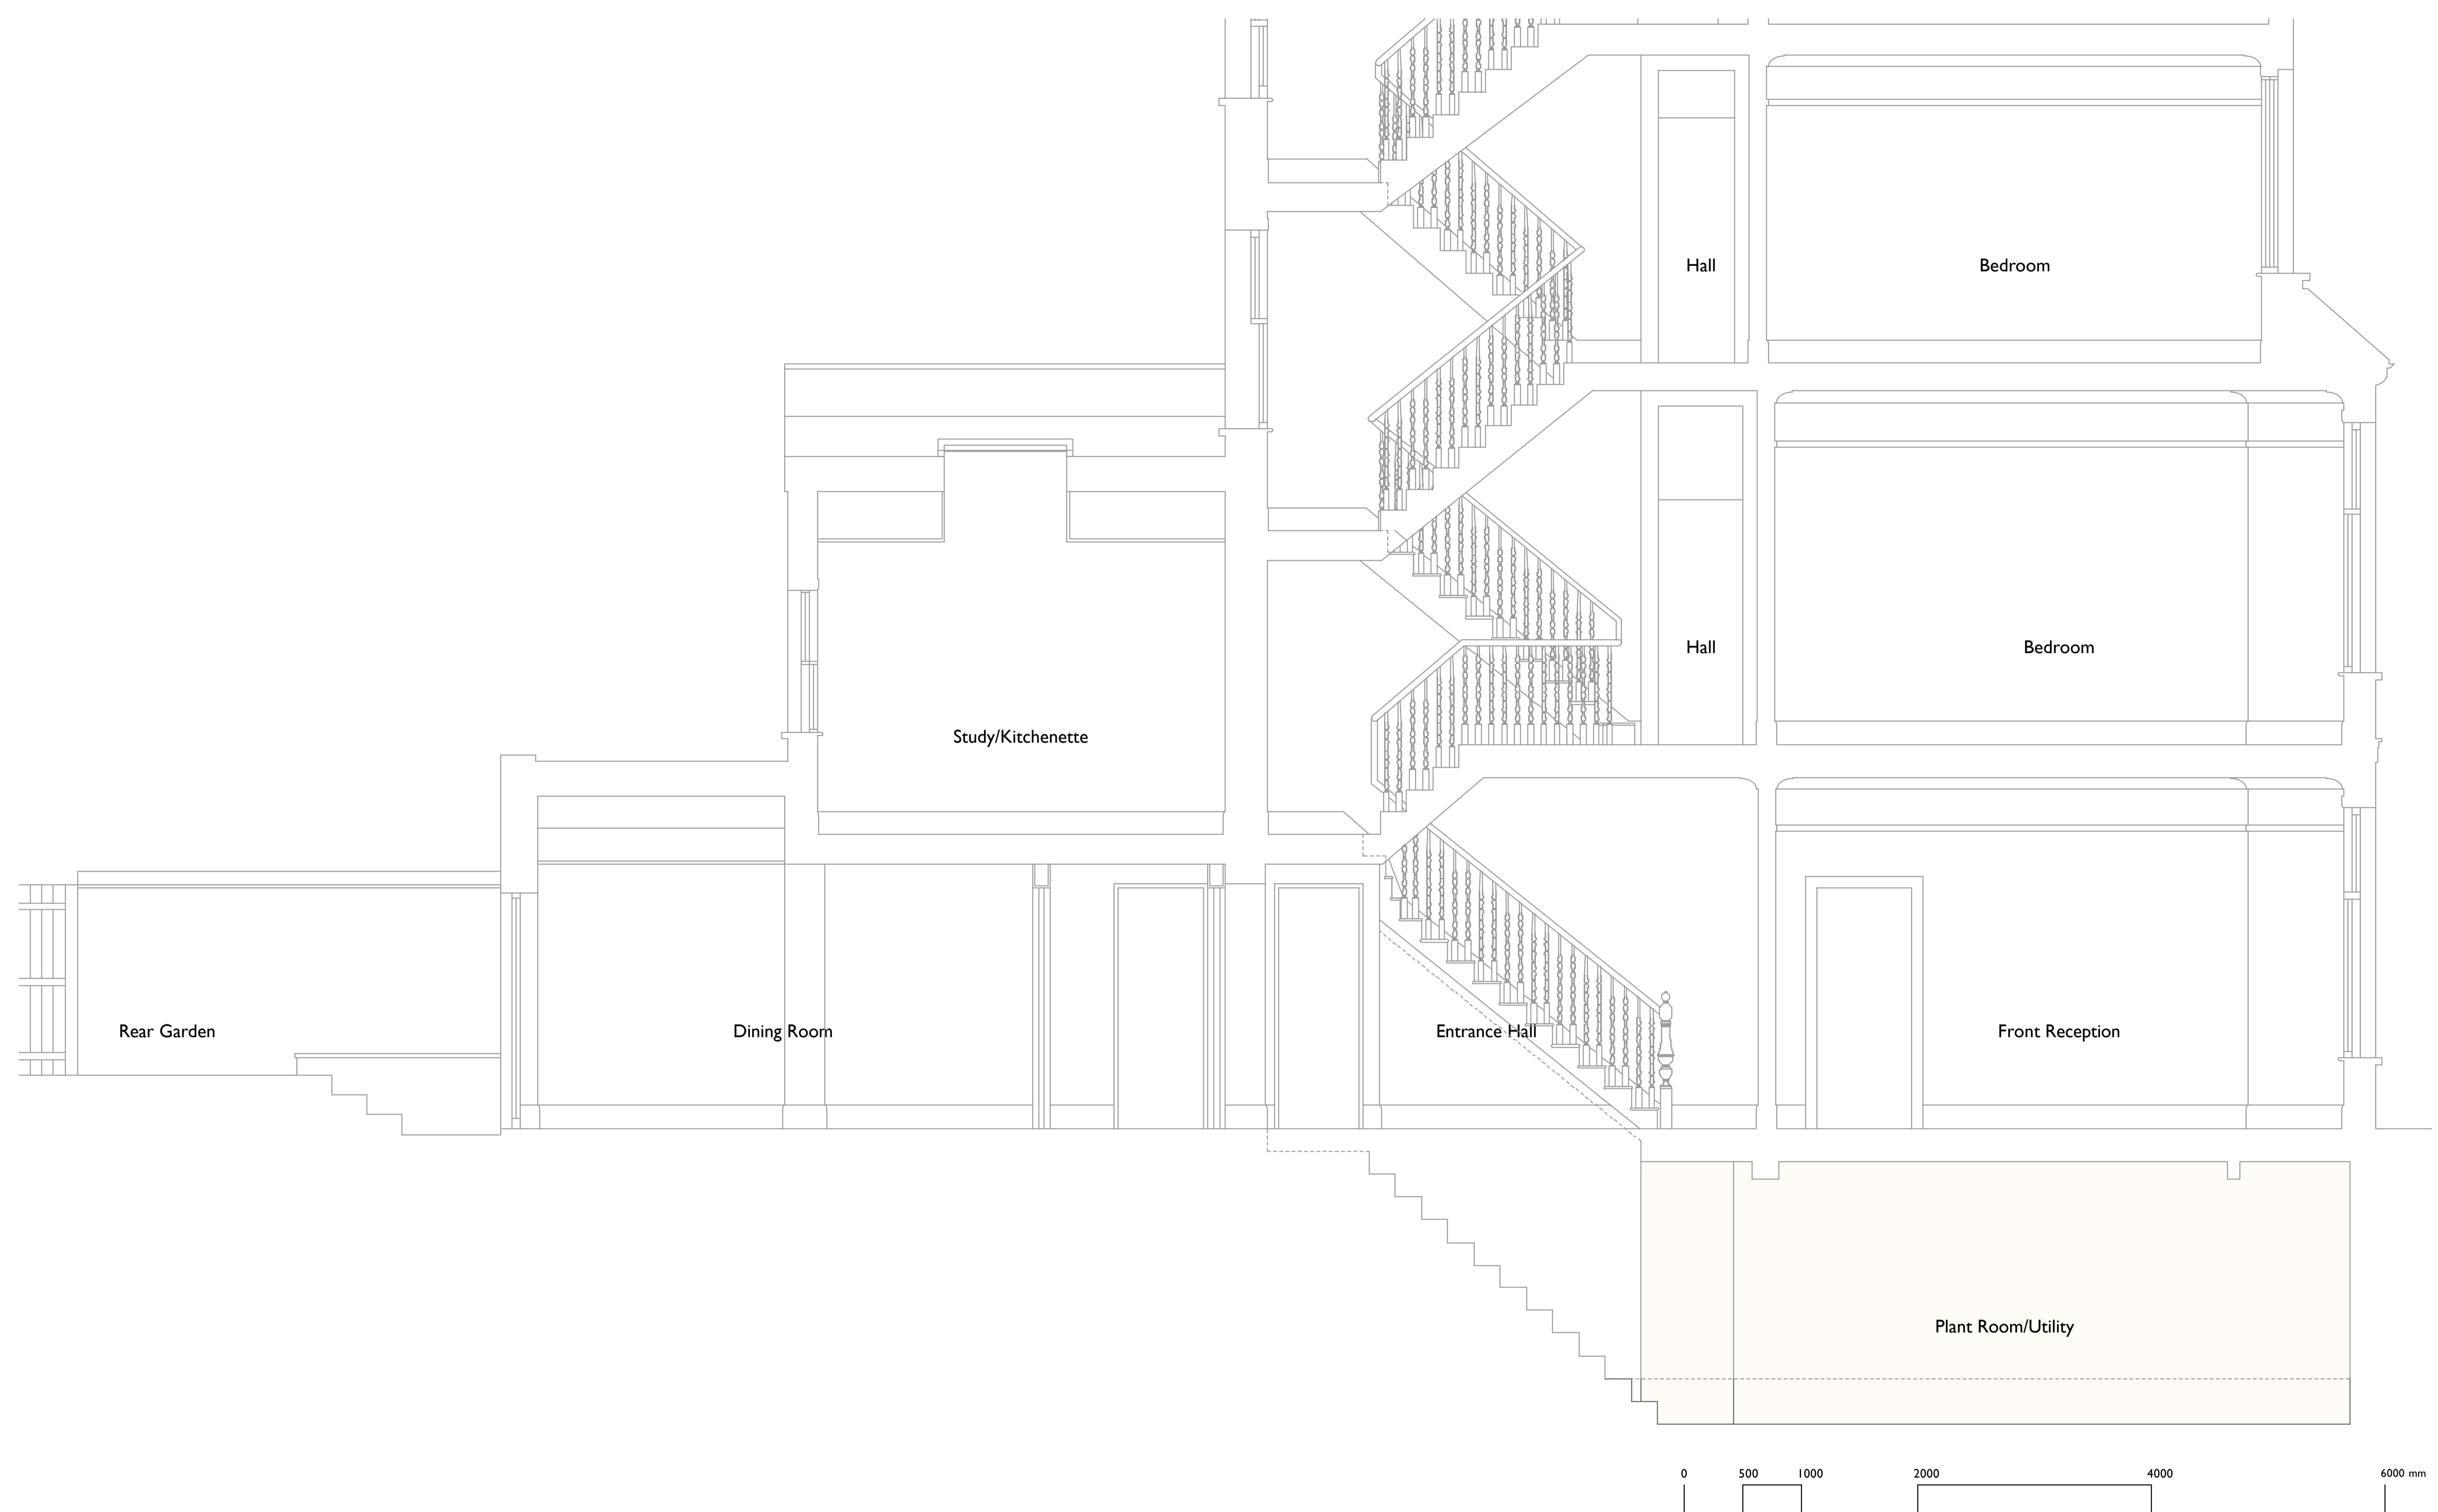 Hall
Bedroom
Hall
Bedroom
Study/Kitchenette
Rear Garden
Dining Room
Entrance Hall
Front Reception
Plant Room/Utility
0 500 1000 2000 4000 6000 mm